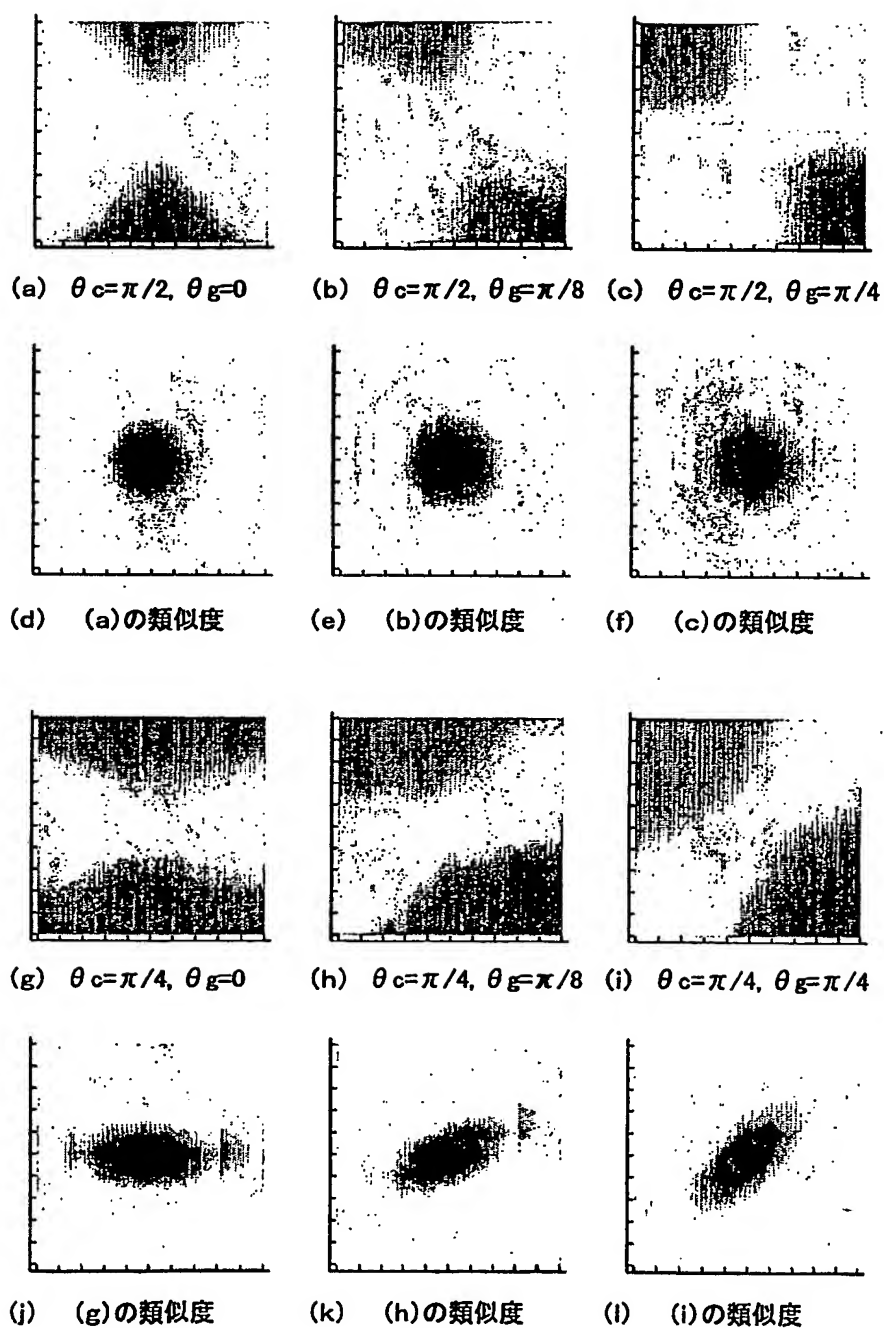 (a) θc=π/2, θg=0
(b) θc=π/2, θg=π/8
(c) θc=π/2, θg=π/4
(d) (a)の類似度
(e) (b)の類似度
(f) (c)の類似度
(g) θc=π/4, θg=0
(h) θc=π/4, θg=π/8
(i) θc=π/4, θg=π/4
(j) (g)の類似度
(k) (h)の類似度
(l) (i)の類似度